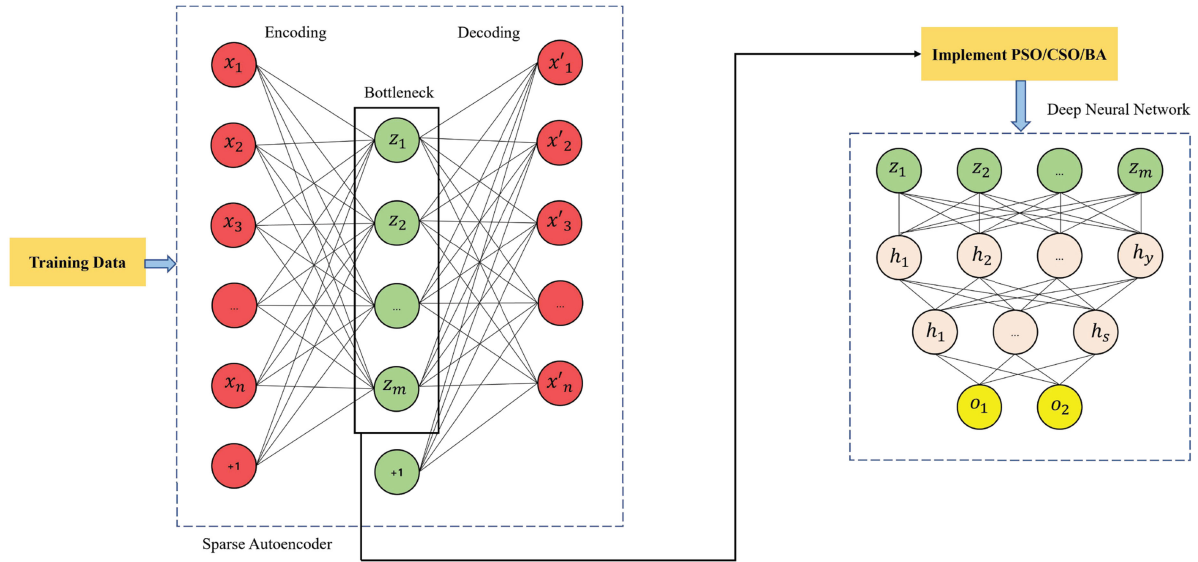 Encoding
Decoding
Bottleneck
x1
x2
x3
...
xn
+1
z1
z2
...
zm
+1
x'1
x'2
x'3
...
x'n
Training Data
Sparse Autoencoder
Implement PSO/CSO/BA
Deep Neural Network
z1 z2 ... zm
h1 h2 ... hy
h1 ... hs
o1 o2